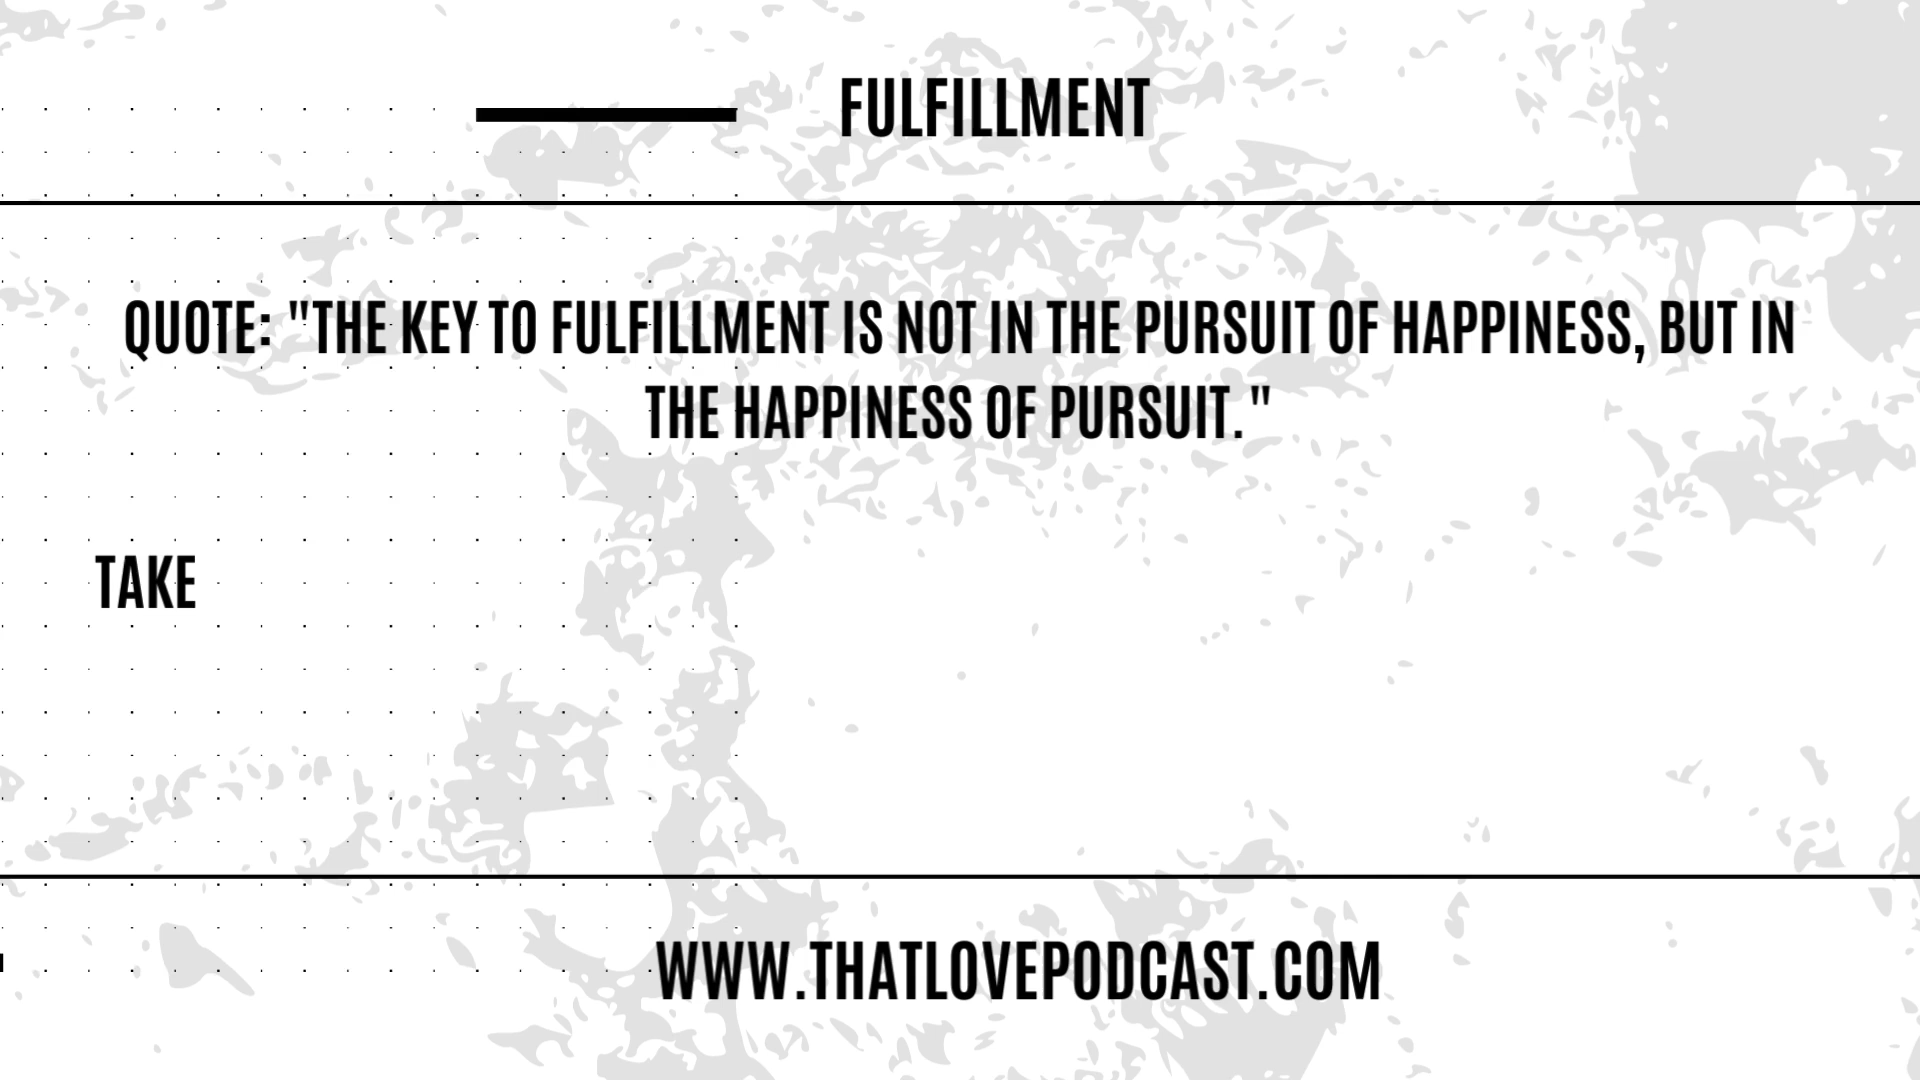 FULFILLMENT
QUOTE: "THE KEY TO FULFILLMENT IS NOT IN THE PURSUIT OF HAPPINESS, BUT IN
THE HAPPINESS OF PURSUIT."
TAKE
WWW.THATLOVEPODCAST.COM